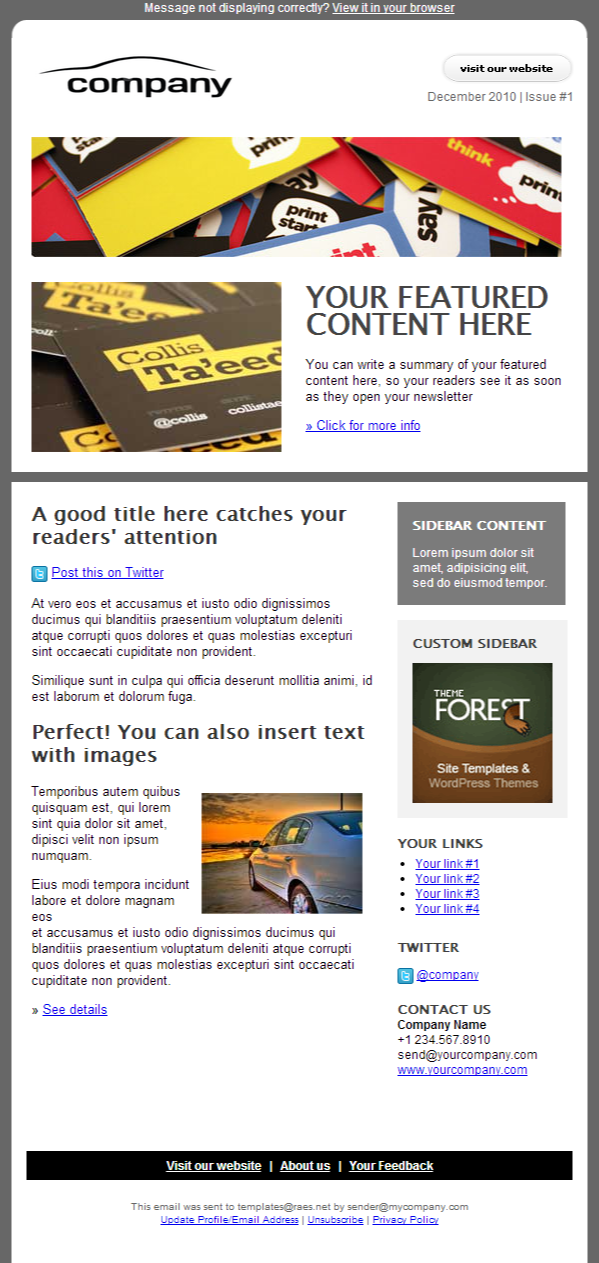 Message not displaying correctly? View it in your browser
company
visit our website
December 2010 | Issue #1
print
start
think
print
say
print
start
say
YOUR FEATURED
CONTENT HERE
Collis
Ta'eed
@collis
You can write a summary of your featured
content here, so your readers see it as soon
as they open your newsletter
» Click for more info
A good title here catches your
readers' attention
Post this on Twitter
At vero eos et accusamus et iusto odio dignissimos
ducimus qui blanditiis praesentium voluptatum deleniti
atque corrupti quos dolores et quas molestias excepturi
sint occaecati cupiditate non provident.
Similique sunt in culpa qui officia deserunt mollitia animi, id
est laborum et dolorum fuga.
Perfect! You can also insert text
with images
Temporibus autem quibus
quisquam est, qui lorem
sint quia dolor sit amet,
dipisci velit non ipsum
numquam.
Eius modi tempora incidunt
labore et dolore magnam
eos
et accusamus et iusto odio dignissimos ducimus qui
blanditiis praesentium voluptatum deleniti atque corrupti
quos dolores et quas molestias excepturi sint occaecati
cupiditate non provident.
» See details
SIDEBAR CONTENT
Lorem ipsum dolor sit
amet, adipisicing elit,
sed do eiusmod tempor.
CUSTOM SIDEBAR
THEME
FOREST
Site Templates &
WordPress Themes
YOUR LINKS
Your link #1
Your link #2
Your link #3
Your link #4
TWITTER
@company
CONTACT US
Company Name
+1 234.567.8910
send@yourcompany.com
www.yourcompany.com
Visit our website | About us | Your Feedback
This email was sent to templates@raes.net by sender@mycompany.com
Update Profile/Email Address | Unsubscribe | Privacy Policy